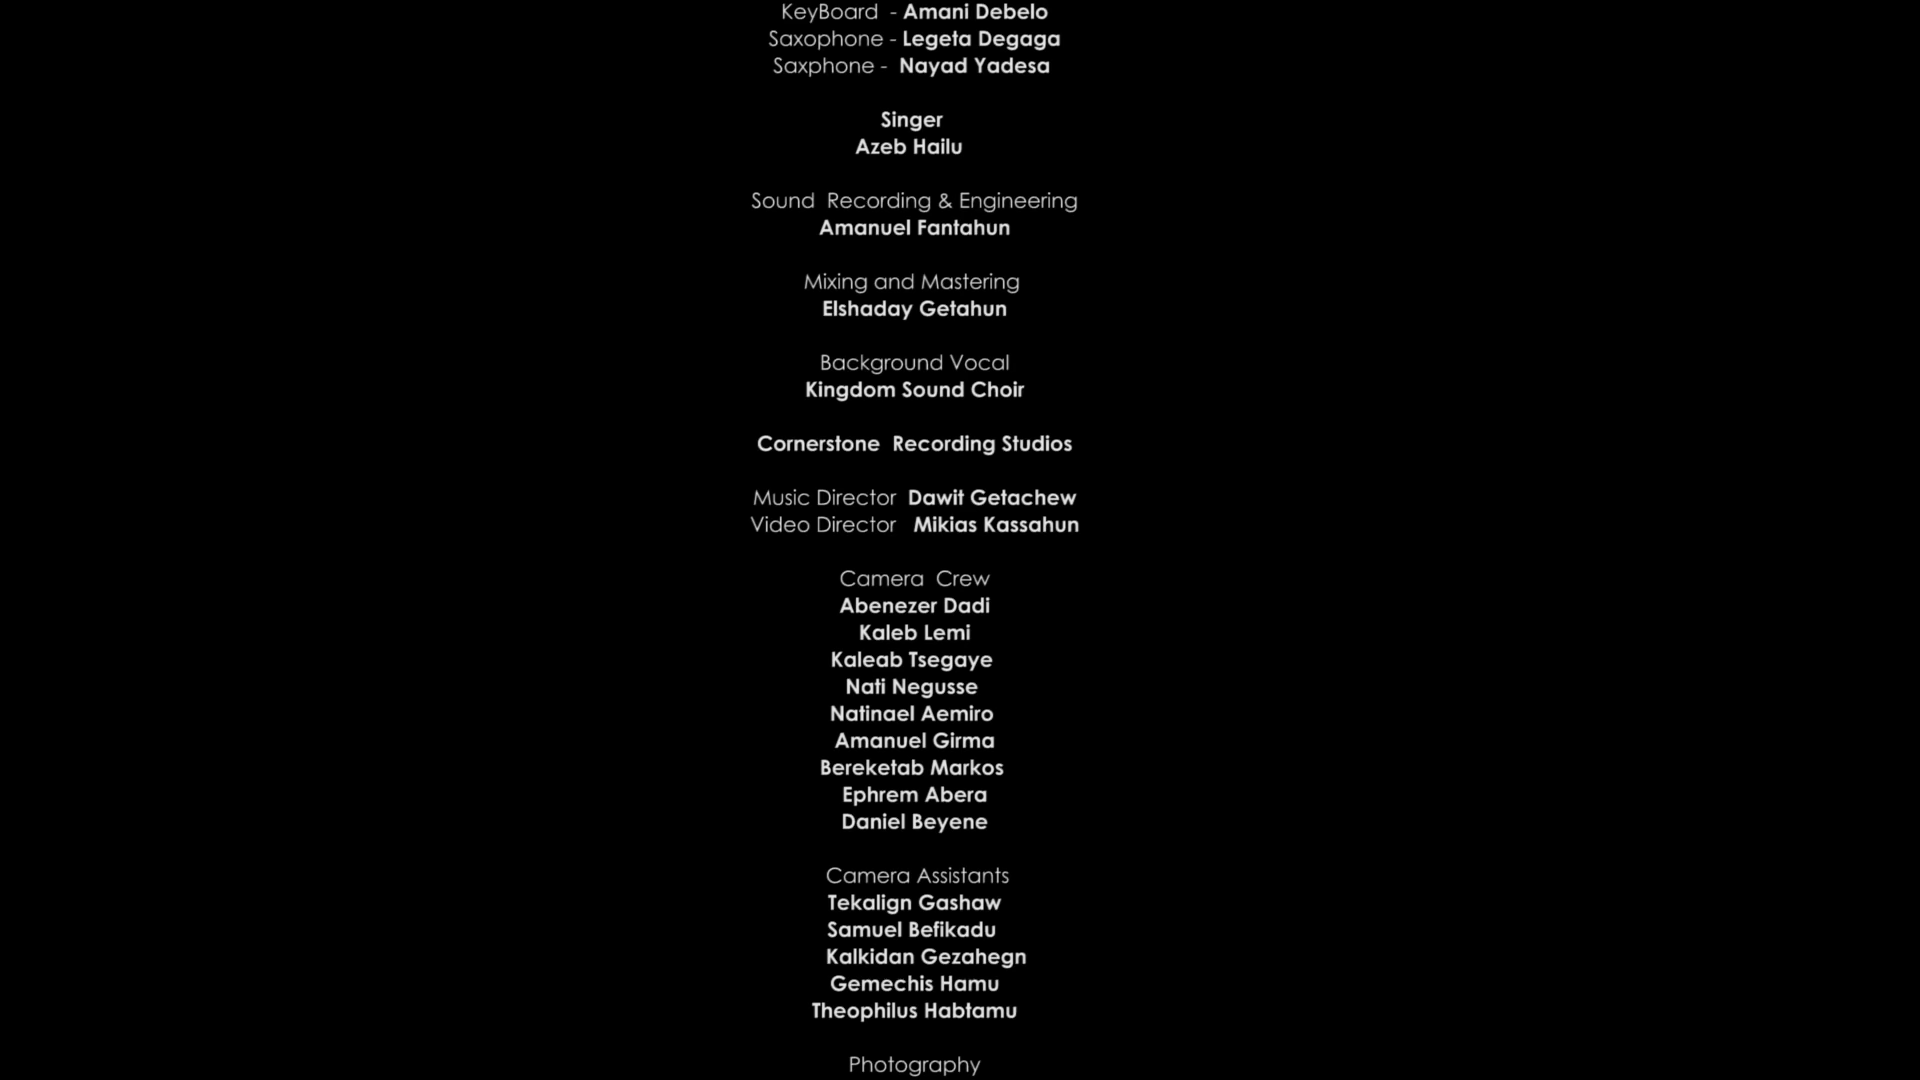 KeyBoard - Amani Debelo
Saxophone - Legeta Degaga
Saxphone - Nayad Yadesa
Singer
Azeb Hailu
Sound Recording & Engineering
Amanuel Fantahun
Mixing and Mastering
Elshaday Getahun
Background Vocal
Kingdom Sound Choir
Cornerstone Recording Studios
Music Director Dawit Getachew
Video Director Mikias Kassahun
Camera Crew
Abenezer Dadi
Kaleb Lemi
Kaleab Tsegaye
Nati Negusse
Natinael Aemiro
Amanuel Girma
Bereketab Markos
Ephrem Abera
Daniel Beyene
Camera Assistants
Tekalign Gashaw
Samuel Befikadu
Kalkidan Gezahegn
Gemechis Hamu
Theophilus Habtamu
Photography